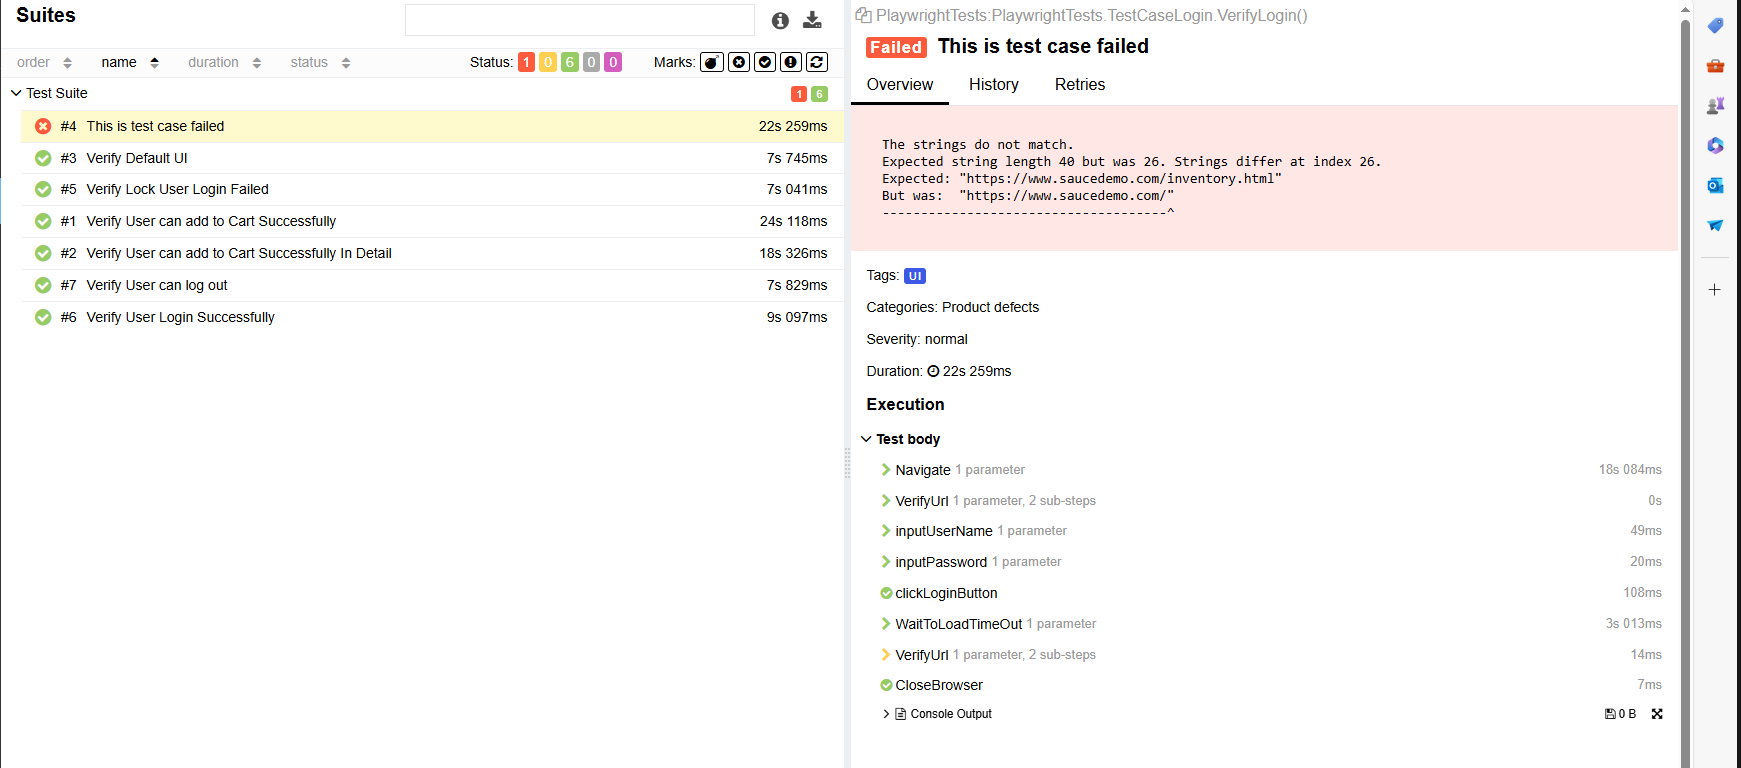 Suites
order name duration status Status: 1 0 6 0 0 Marks:
Test Suite 1 6
#4 This is test case failed 22s 259ms
#3 Verify Default UI 7s 745ms
#5 Verify Lock User Login Failed 7s 041ms
#1 Verify User can add to Cart Successfully 24s 118ms
#2 Verify User can add to Cart Successfully In Detail 18s 326ms
#7 Verify User can log out 7s 829ms
#6 Verify User Login Successfully 9s 097ms
PlaywrightTests:PlaywrightTests.TestCaseLogin.VerifyLogin()
Failed This is test case failed
Overview History Retries
The strings do not match.
Expected string length 40 but was 26. Strings differ at index 26.
Expected: "https://www.saucedemo.com/inventory.html"
But was:  "https://www.saucedemo.com/"
-------------------------------------^
Tags: UI
Categories: Product defects
Severity: normal
Duration: 22s 259ms
Execution
Test body
Navigate 1 parameter 18s 084ms
VerifyUrl 1 parameter, 2 sub-steps 0s
inputUserName 1 parameter 49ms
inputPassword 1 parameter 20ms
clickLoginButton 108ms
WaitToLoadTimeOut 1 parameter 3s 013ms
VerifyUrl 1 parameter, 2 sub-steps 14ms
CloseBrowser 7ms
Console Output 0 B